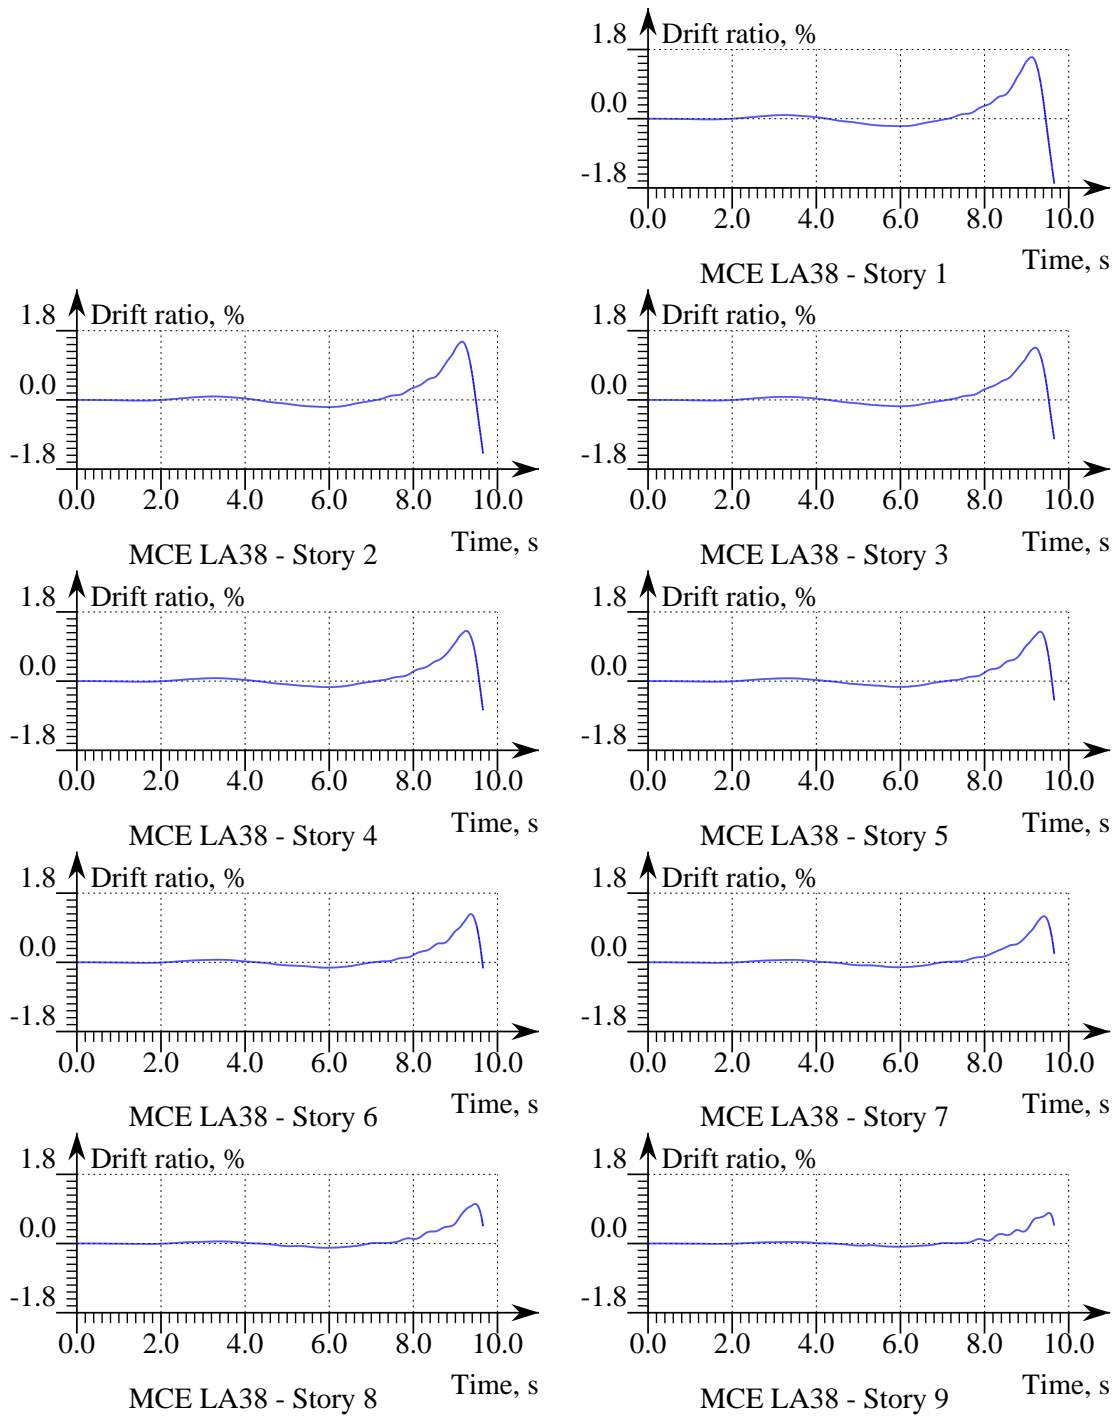 Drift ratio, %
1.8
0.0
-1.8
0.0 2.0 4.0 6.0 8.0 10.0
Time, s
MCE LA38 - Story 1
Drift ratio, %
1.8
0.0
-1.8
0.0 2.0 4.0 6.0 8.0 10.0
Time, s
MCE LA38 - Story 2
Drift ratio, %
1.8
0.0
-1.8
0.0 2.0 4.0 6.0 8.0 10.0
Time, s
MCE LA38 - Story 3
Drift ratio, %
1.8
0.0
-1.8
0.0 2.0 4.0 6.0 8.0 10.0
Time, s
MCE LA38 - Story 4
Drift ratio, %
1.8
0.0
-1.8
0.0 2.0 4.0 6.0 8.0 10.0
Time, s
MCE LA38 - Story 5
Drift ratio, %
1.8
0.0
-1.8
0.0 2.0 4.0 6.0 8.0 10.0
Time, s
MCE LA38 - Story 6
Drift ratio, %
1.8
0.0
-1.8
0.0 2.0 4.0 6.0 8.0 10.0
Time, s
MCE LA38 - Story 7
Drift ratio, %
1.8
0.0
-1.8
0.0 2.0 4.0 6.0 8.0 10.0
Time, s
MCE LA38 - Story 8
Drift ratio, %
1.8
0.0
-1.8
0.0 2.0 4.0 6.0 8.0 10.0
Time, s
MCE LA38 - Story 9